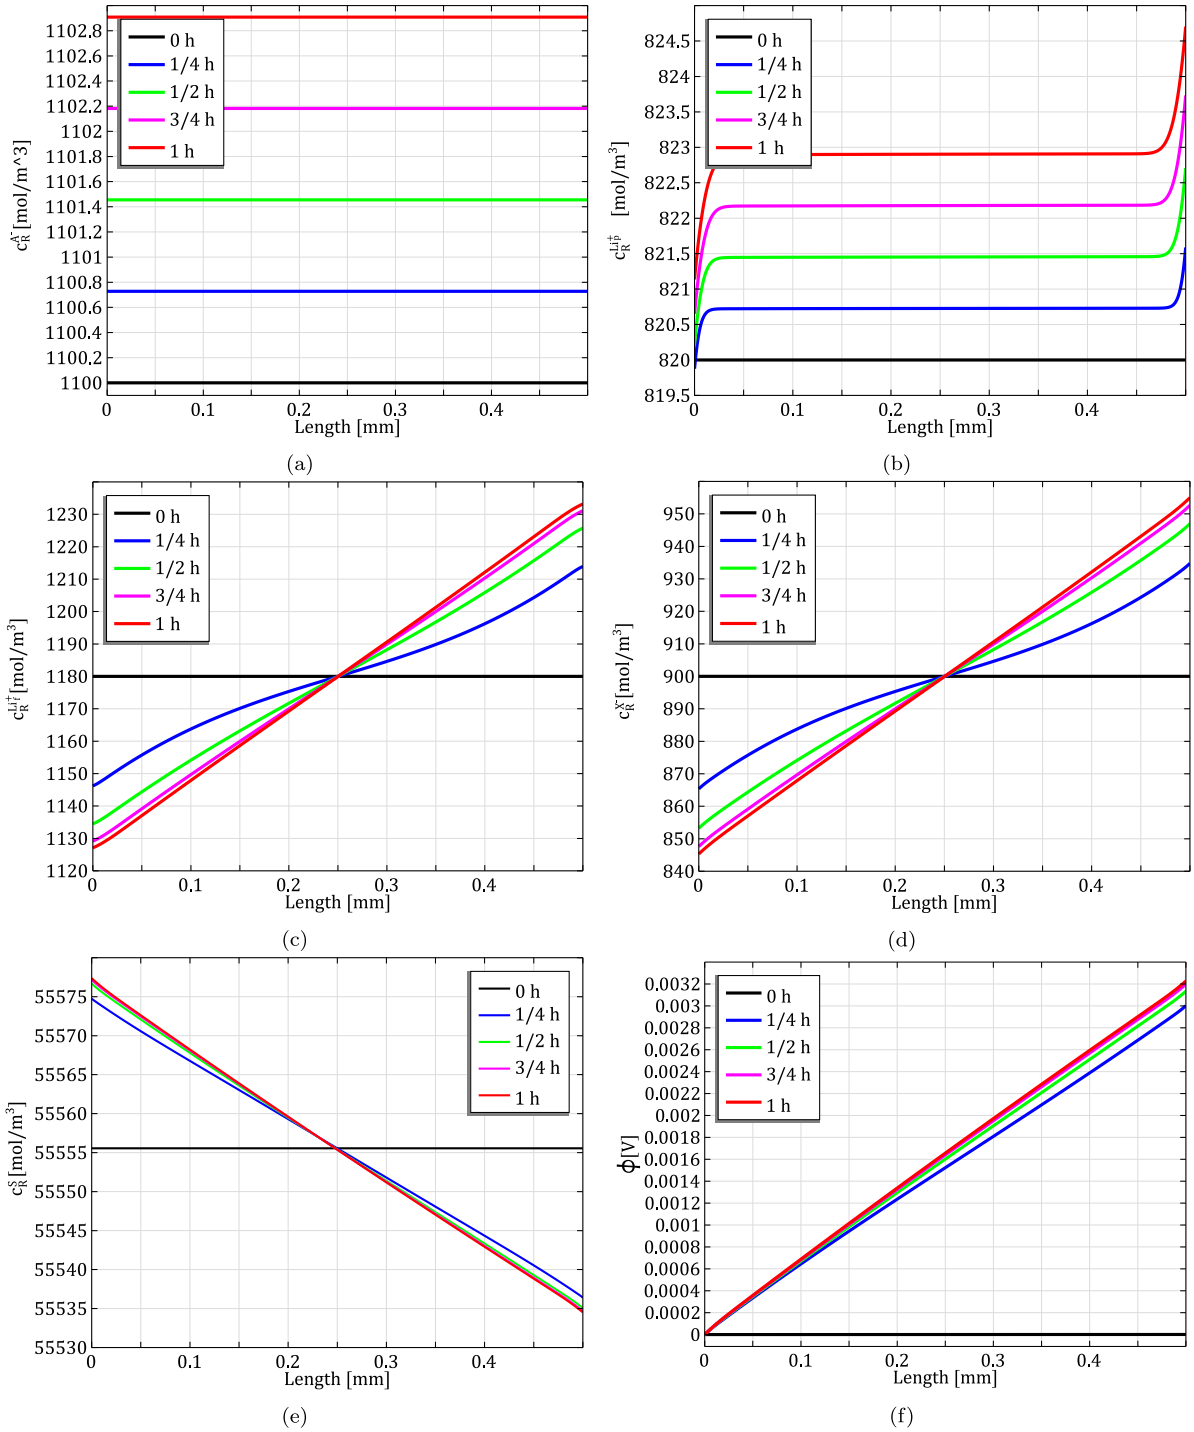 1102.8
1102.6
1102.4
1102.2
1102
1101.8
1101.6
1101.4
1101.2
1101
1100.8
1100.6
1100.4
1100.2
1100
0 0.1 0.2 0.3 0.4
Length [mm]
c_R^A- [mol/m^3]
0 h
1/4 h
1/2 h
3/4 h
1 h
(a)
824.5
824
823.5
823
822.5
822
821.5
821
820.5
820
819.5
0 0.1 0.2 0.3 0.4
Length [mm]
c_R^Li_p^+ [mol/m³]
0 h
1/4 h
1/2 h
3/4 h
1 h
(b)
1230
1220
1210
1200
1190
1180
1170
1160
1150
1140
1130
1120
0 0.1 0.2 0.3 0.4
Length [mm]
c_R^Li_f^+ [mol/m³]
0 h
1/4 h
1/2 h
3/4 h
1 h
(c)
950
940
930
920
910
900
890
880
870
860
850
840
0 0.1 0.2 0.3 0.4
Length [mm]
c_R^X- [mol/m³]
0 h
1/4 h
1/2 h
3/4 h
1 h
(d)
55575
55570
55565
55560
55555
55550
55545
55540
55535
55530
0 0.1 0.2 0.3 0.4
Length [mm]
c_R^S [mol/m³]
0 h
1/4 h
1/2 h
3/4 h
1 h
(e)
0.0032
0.003
0.0028
0.0026
0.0024
0.0022
0.002
0.0018
0.0016
0.0014
0.0012
0.001
0.0008
0.0006
0.0004
0.0002
0
0 0.1 0.2 0.3 0.4
Length [mm]
ϕ[V]
0 h
1/4 h
1/2 h
3/4 h
1 h
(f)